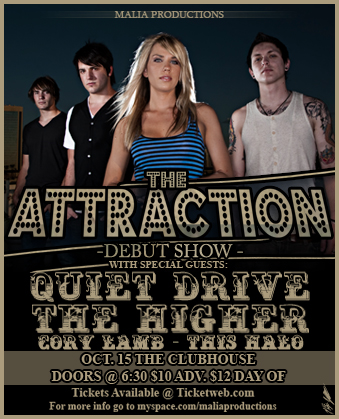 MALIA PRODUCTIONS
THE
ATTRACTION
- DEBUT SHOW -
WITH SPECIAL GUESTS:
QUIET DRIVE
THE HIGHER
CORY LAMB - THIS HALO
OCT. 15 THE CLUBHOUSE
DOORS @ 6:30 $10 ADV. $12 DAY OF
Tickets Available @ Ticketweb.com
For more info go to myspace.com/maliaproductions